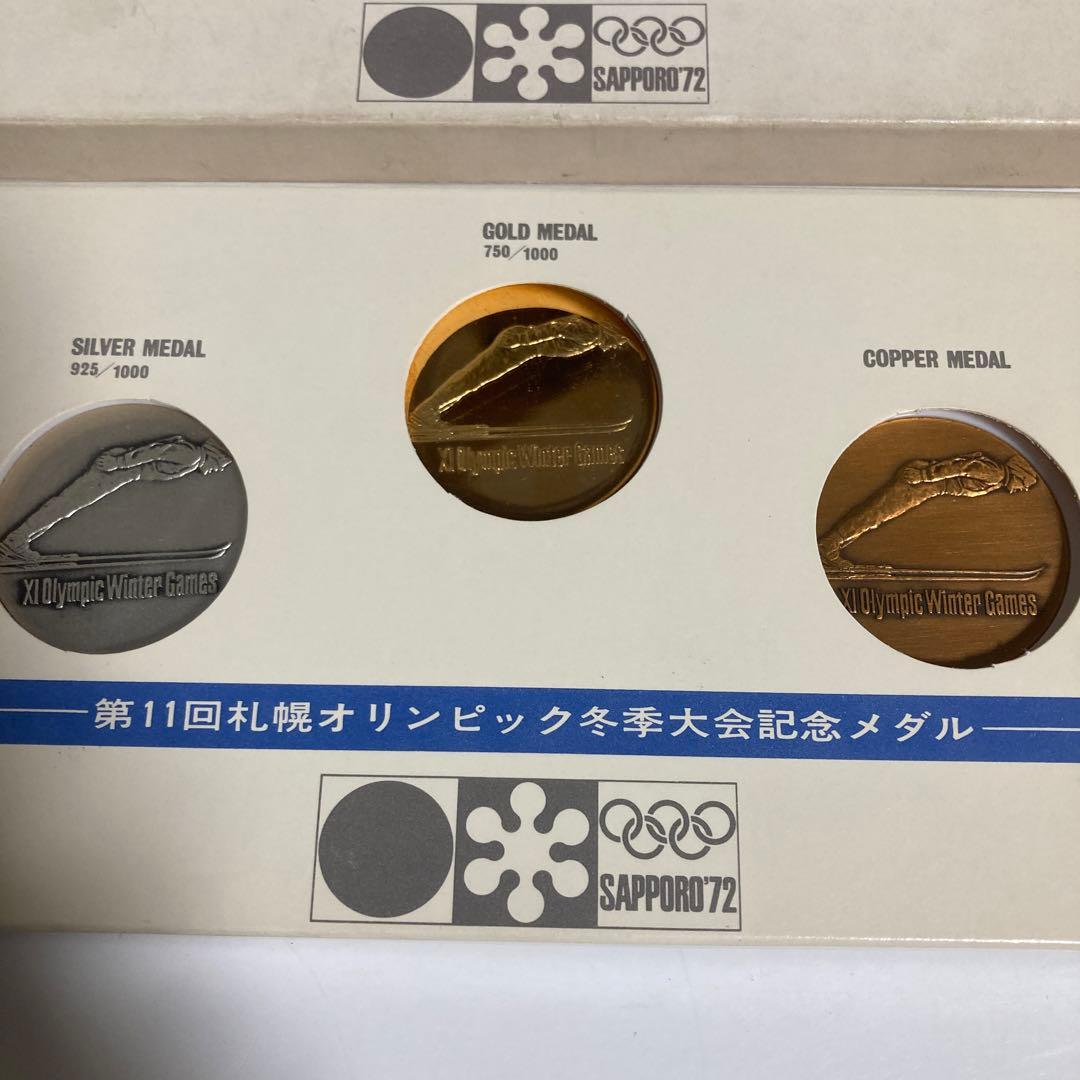 SAPPORO'72
GOLD MEDAL
750/1000
SILVER MEDAL
925/1000
COPPER MEDAL
XI Olympic Winter Games
XI Olympic Winter Games
XI Olympic Winter Games
第11回札幌オリンピック冬季大会記念メダル
SAPPORO'72